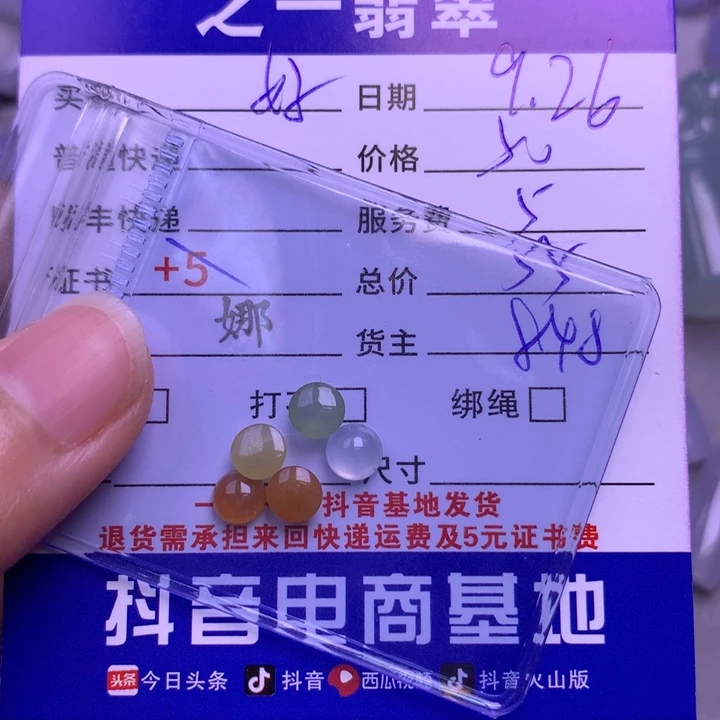 之一翡翠
买 好 日期 9.26
普通快递 价格 50
顺丰快递 服务费 5
证书 +5 总价 55
娜 货主 848
打 绑绳
尺寸
一 抖音基地发货
退货需承担来回快递运费及5元证书费
抖音电商基地
头条 今日头条 抖音 西瓜视频 抖音火山版